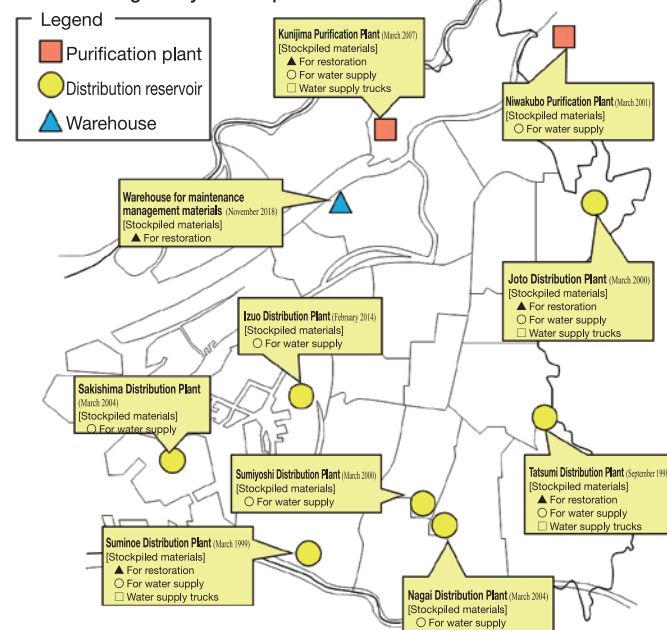 Legend
Purification plant
Distribution reservoir
Warehouse
Kunijima Purification Plant (March 2007)
[Stockpiled materials]
▲ For restoration
○ For water supply
□ Water supply trucks
Niwakubo Purification Plant (March 2001)
[Stockpiled materials]
○ For water supply
Warehouse for maintenance
management materials (November 2018)
[Stockpiled materials]
▲ For restoration
Joto Distribution Plant (March 2000)
[Stockpiled materials]
▲ For restoration
○ For water supply
□ Water supply trucks
Izuo Distribution Plant (February 2014)
[Stockpiled materials]
○ For water supply
Sakishima Distribution Plant
(March 2004)
[Stockpiled materials]
○ For water supply
Sumiyoshi Distribution Plant (March 2000)
[Stockpiled materials]
○ For water supply
Tatsumi Distribution Plant (September 1998
[Stockpiled materials]
▲ For restoration
○ For water supply
□ Water supply trucks
Suminoe Distribution Plant (March 1999)
[Stockpiled materials]
▲ For restoration
○ For water supply
□ Water supply trucks
Nagai Distribution Plant (March 2004)
[Stockpiled materials]
○ For water supply